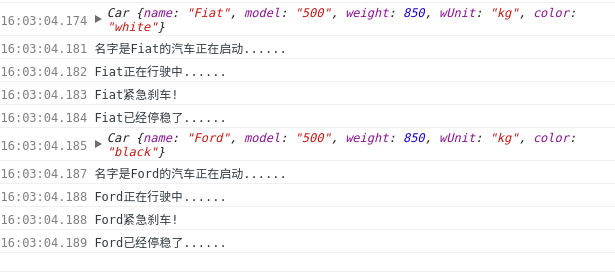 16:03:04.174 Car {name: "Fiat", model: "500", weight: 850, wUnit: "kg", color:
"white"}
16:03:04.181 名字是Fiat的汽车正在启动......
16:03:04.182 Fiat正在行驶中......
16:03:04.183 Fiat紧急刹车!
16:03:04.184 Fiat已经停稳了......
16:03:04.185 Car {name: "Ford", model: "500", weight: 850, wUnit: "kg", color:
"black"}
16:03:04.187 名字是Ford的汽车正在启动......
16:03:04.188 Ford正在行驶中......
16:03:04.188 Ford紧急刹车!
16:03:04.189 Ford已经停稳了......